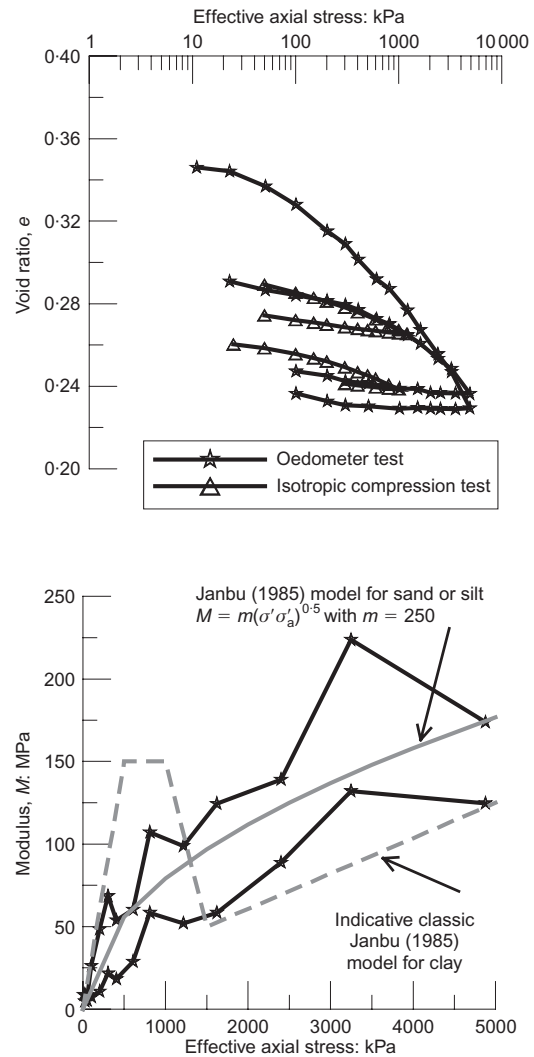 Effective axial stress: kPa
1 10 100 1000 10 000
0·40
0·36
0·32
0·28
0·24
0·20
Void ratio, e
Oedometer test
Isotropic compression test
250
200
150
100
50
0
Modulus, M: MPa
Janbu (1985) model for sand or silt
M = m(σ′σ′a)^0·5 with m = 250
Indicative classic
Janbu (1985)
model for clay
0 1000 2000 3000 4000 5000
Effective axial stress: kPa